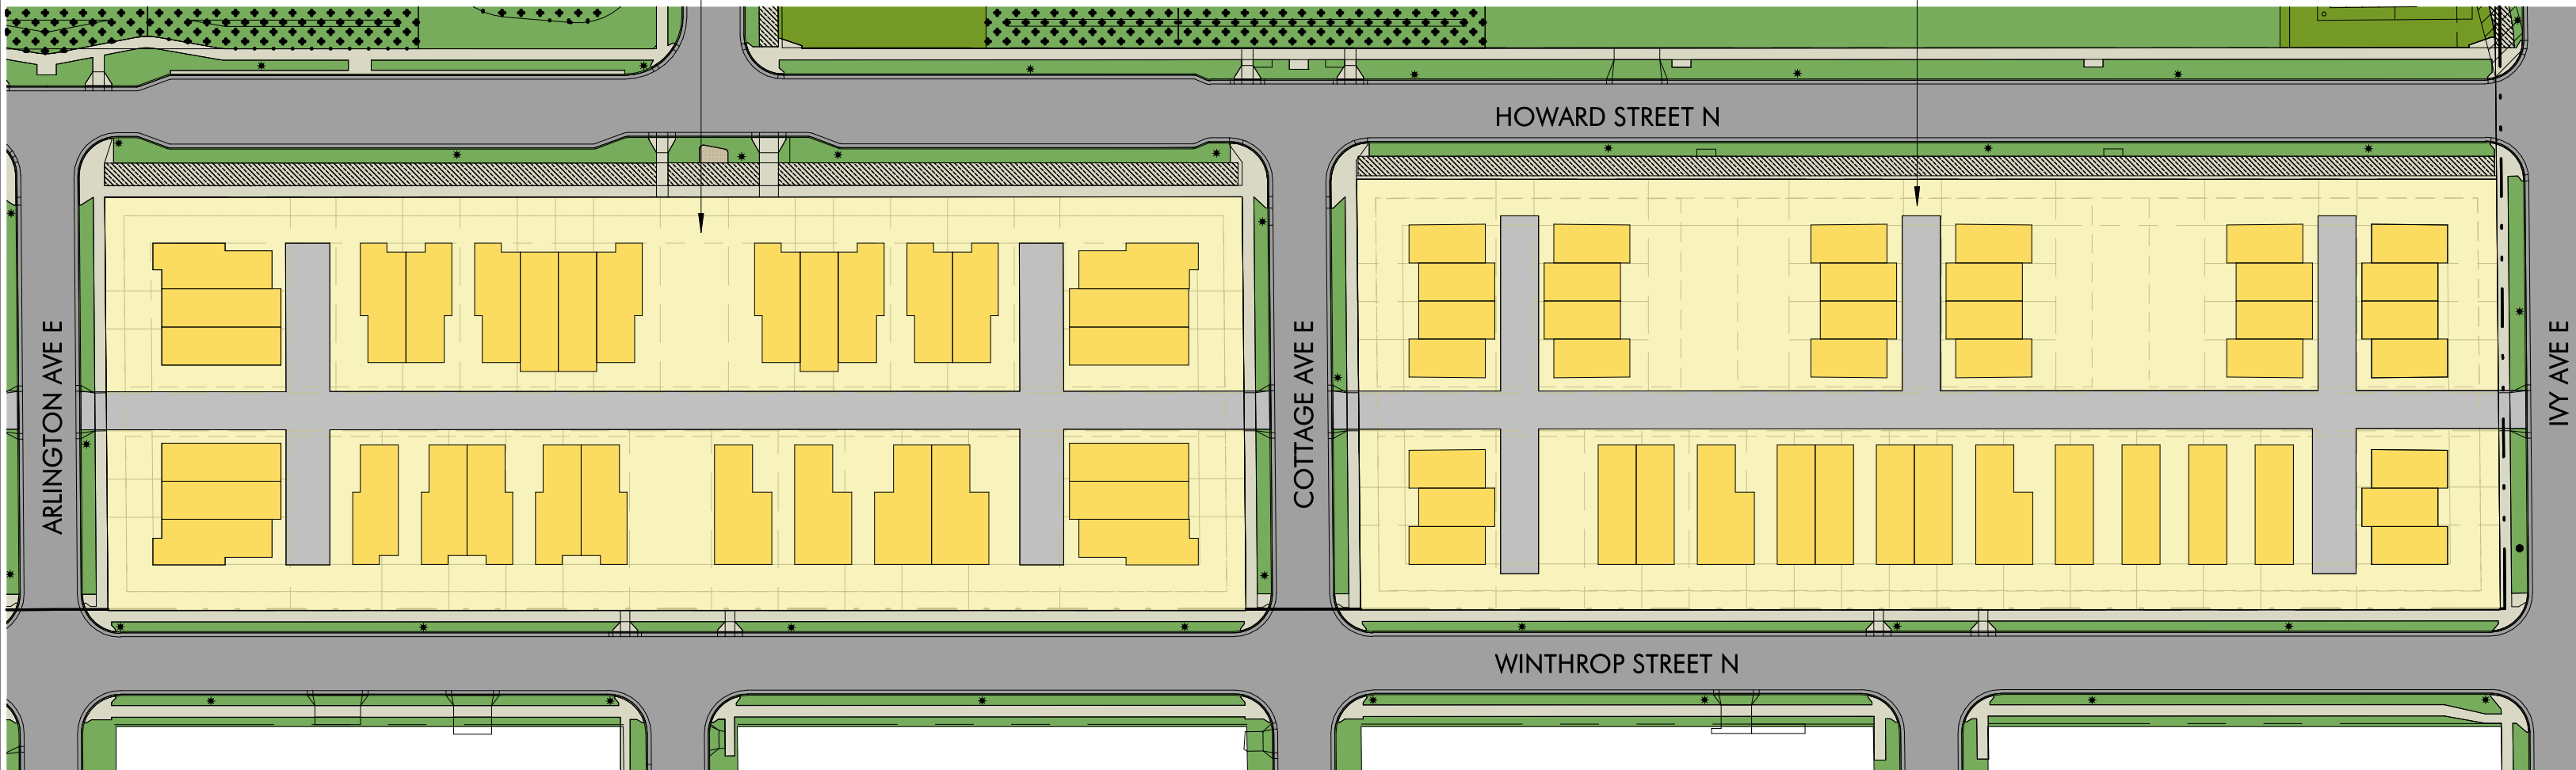 HOWARD STREET N
ARLINGTON AVE E
COTTAGE AVE E
IVY AVE E
WINTHROP STREET N